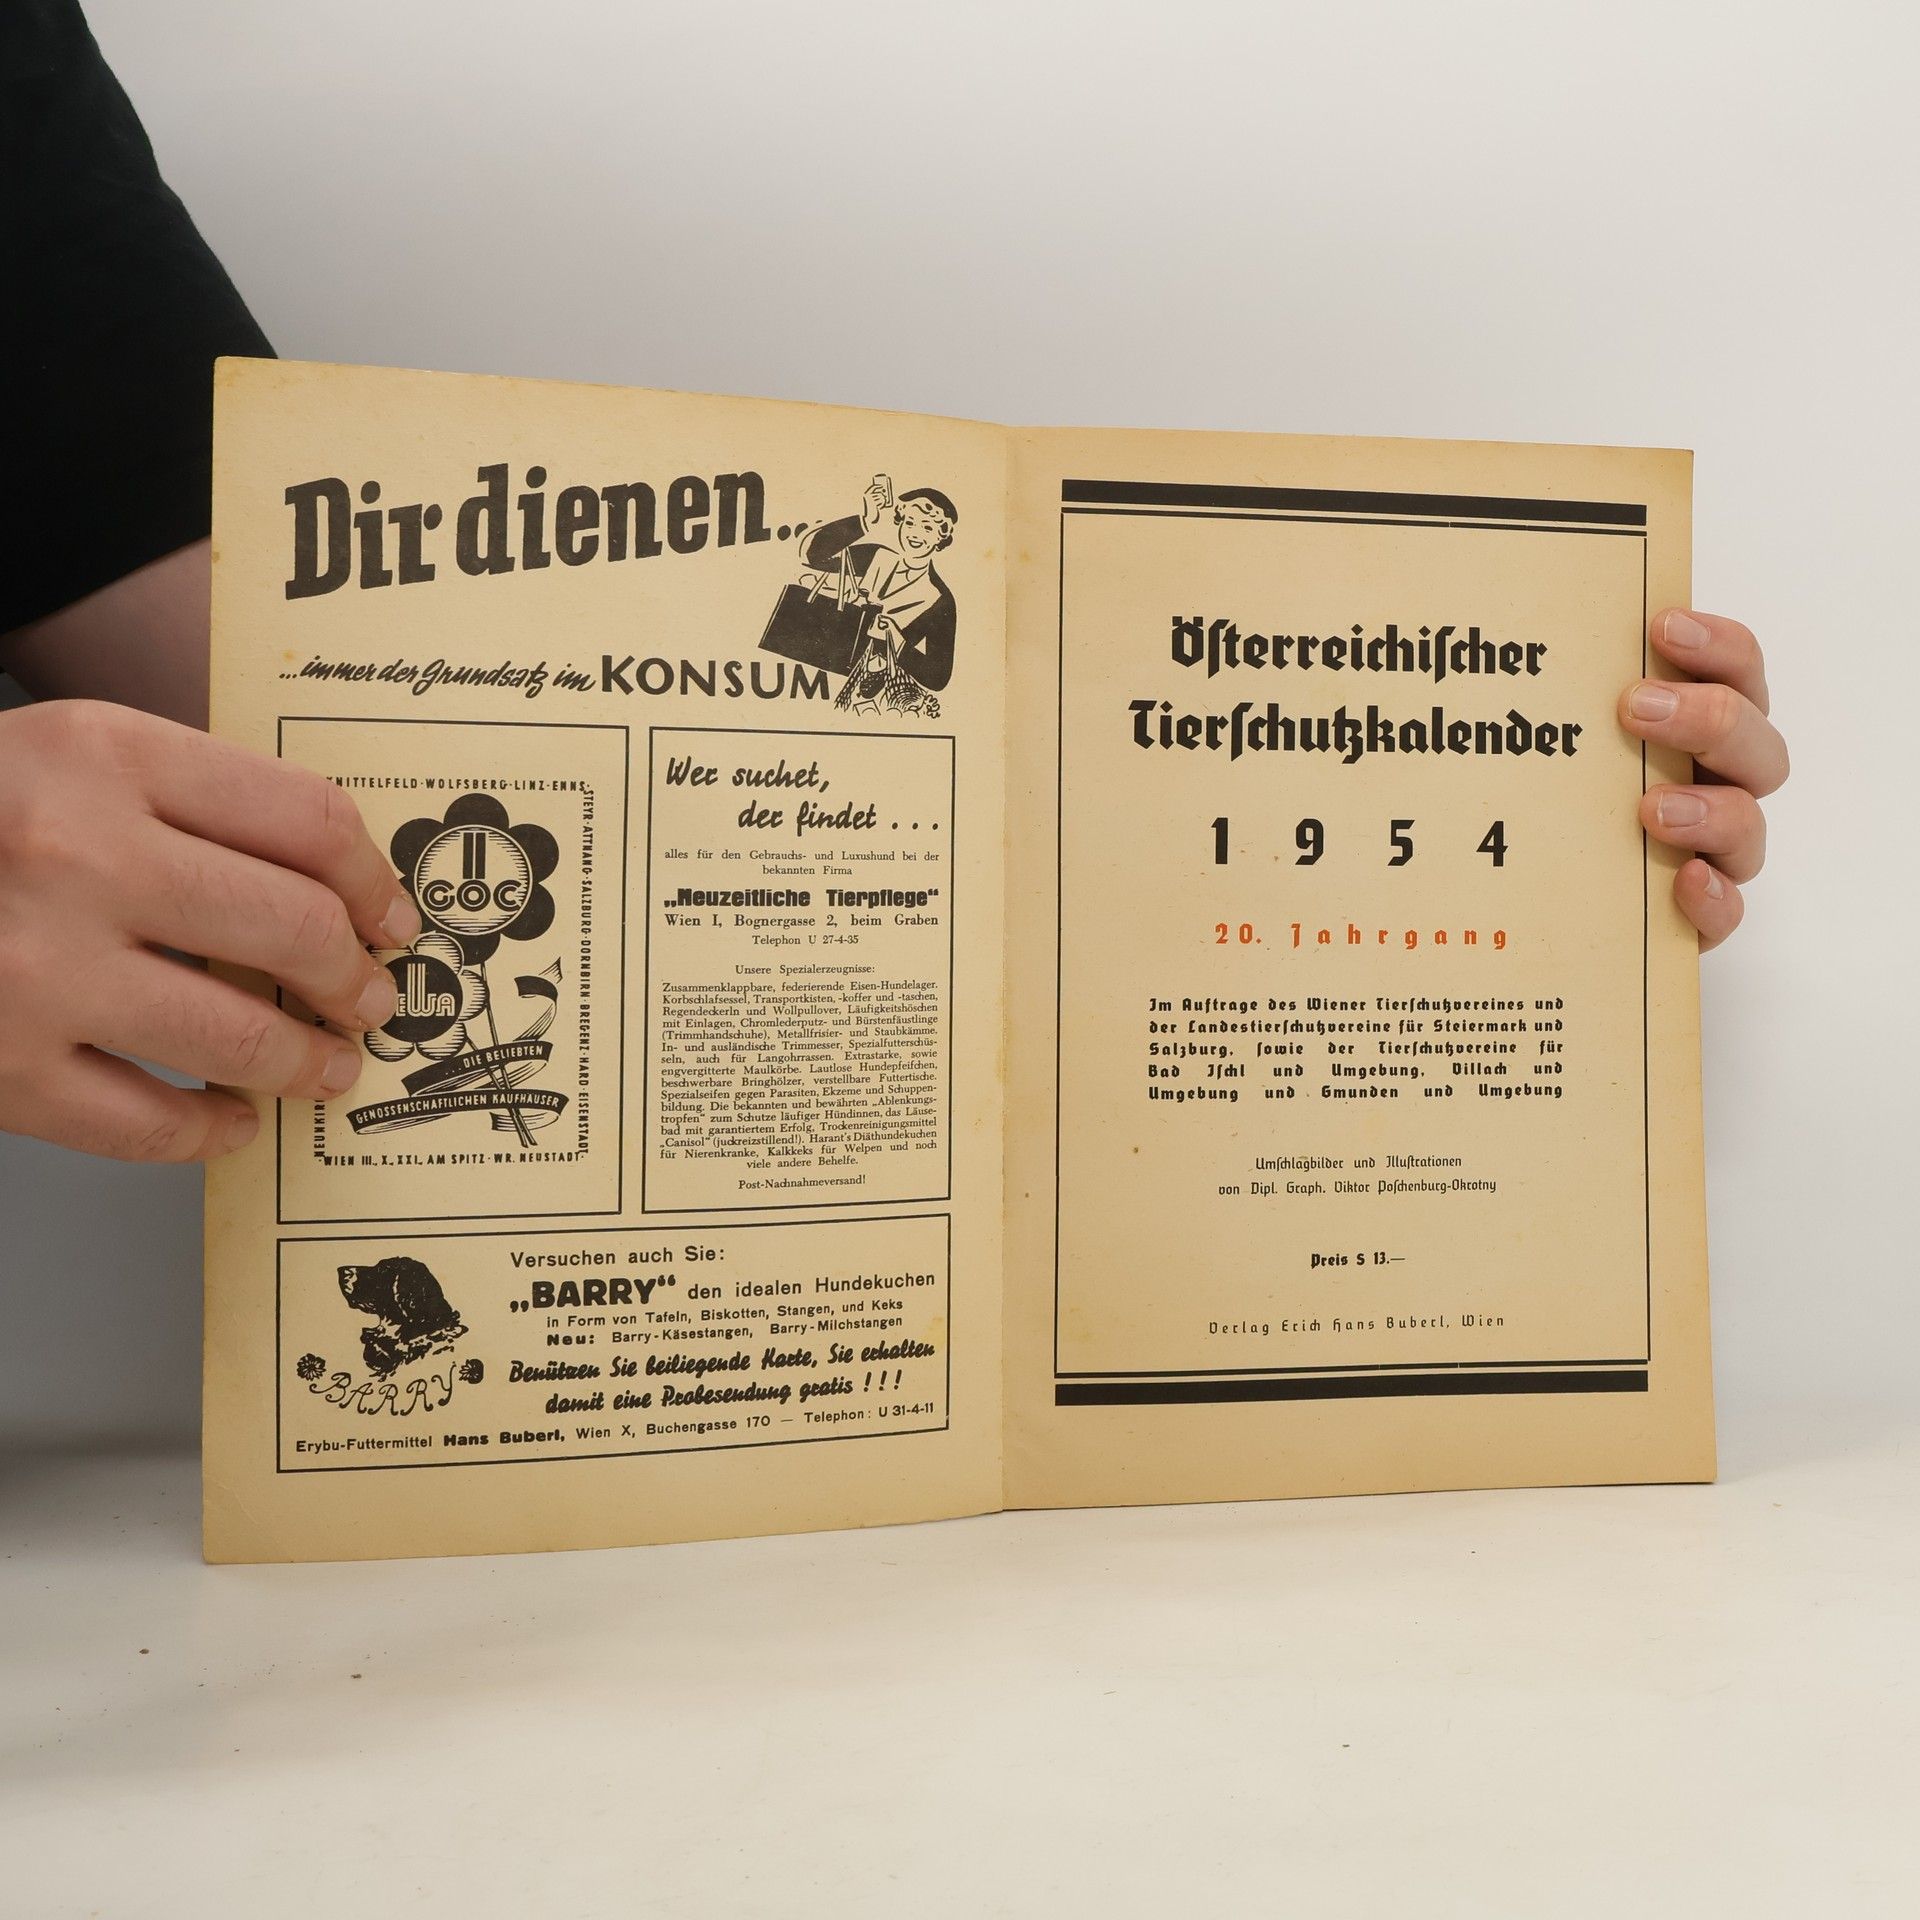 Dir dienen...
...immer der Grundsatz im KONSUM
KNITTELFELD·WOLFSBERG·LINZ·ENNS·
STEYR·ATTNANG·SALZBURG·DORNBIRN·BREGENZ·HARD·EISENSTADT
GÖC
...DIE BELIEBTEN
GENOSSENSCHAFTLICHEN KAUFHÄUSER
·WIEN III., X., XXI., AM SPITZ·WR. NEUSTADT·
Wer suchet,
der findet . . .
alles für den Gebrauchs- und Luxushund bei der
bekannten Firma
„Neuzeitliche Tierpflege“
Wien I, Bognergasse 2, beim Graben
Telephon U 27-4-35
Unsere Spezialerzeugnisse:
Zusammenklappbare, federierende Eisen-Hundelager.
Korbschlafsessel, Transportkisten, -koffer und -taschen,
Regendeckerln und Wollpullover, Läufigkeitshöschen
mit Einlagen, Chromlederputz- und Bürstenfäustlinge
(Trimmhandschuhe), Metallfrisier- und Staubkämme.
In- und ausländische Trimmesser, Spezialfutterschüs-
seln, auch für Langohrrassen. Extrastarke, sowie
engvergitterte Maulkörbe. Lautlose Hundepfeifchen,
beschwerbare Bringhölzer, verstellbare Futtertische.
Spezialseifen gegen Parasiten, Ekzeme und Schuppen-
bildung. Die bekannten und bewährten „Ablenkungs-
tropfen“ zum Schutze läufiger Hündinnen, das Läuse-
bad mit garantiertem Erfolg, Trockenreinigungsmittel
„Canisol“ (juckreizstillend!). Harant's Diäthundekuchen
für Nierenkranke, Kalkkeks für Welpen und noch
viele andere Behelfe.
Post-Nachnahmeversand!
BARRY
Versuchen auch Sie:
„BARRY“ den idealen Hundekuchen
in Form von Tafeln, Biskotten, Stangen, und Keks
Neu: Barry-Käsestangen, Barry-Milchstangen
Benützen Sie beiliegende Karte, Sie erhalten
damit eine Probesendung gratis ! ! !
Erybu-Futtermittel Hans Buberl, Wien X, Buchengasse 170 — Telephon: U 31-4-11
Öſterreichiſcher
Tierſchutzkalender
1954
20. Jahrgang
Im Auftrage des Wiener Tierſchutzvereines und
der Landestierſchutzvereine für Steiermark und
Salzburg, ſowie der Tierſchutzvereine für
Bad Iſchl und Umgebung, Villach und
Umgebung und Gmunden und Umgebung
Umſchlagbilder und Illuſtrationen
von Dipl. Graph. Viktor Poſchenburg-Okrotny
Preis S 13.—
Verlag Erich Hans Buberl, Wien